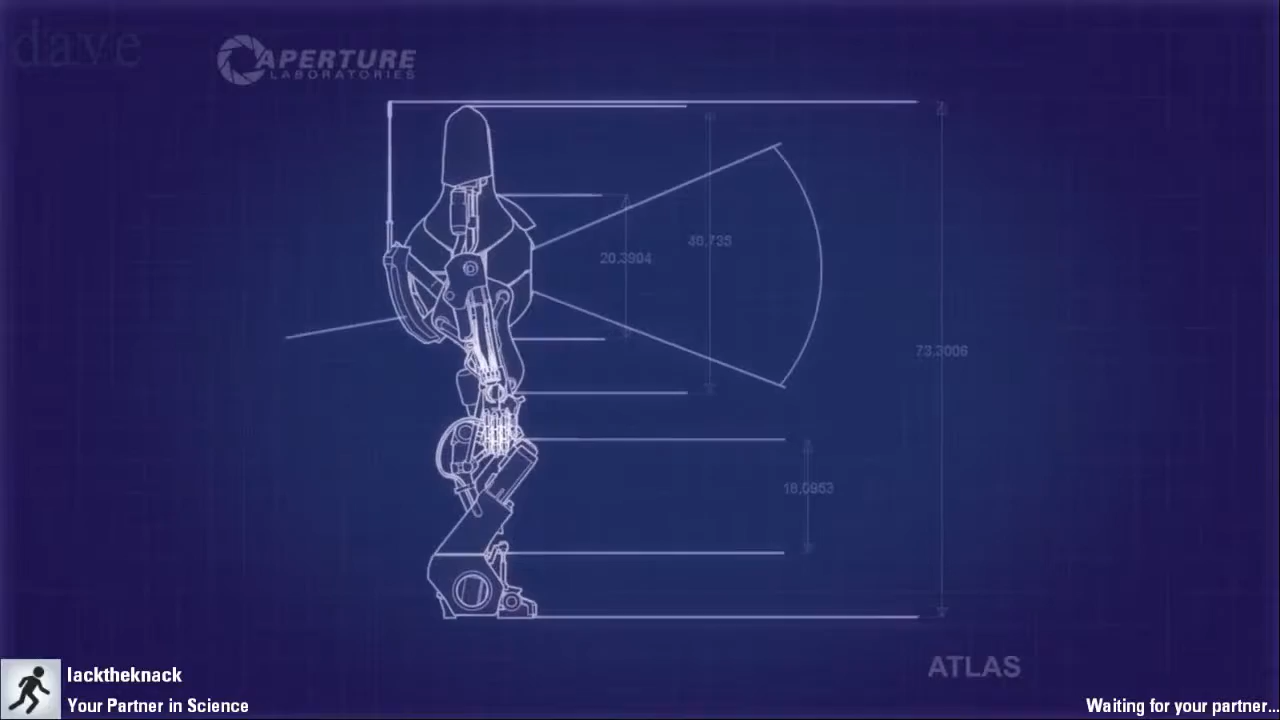 dave
APERTURE
LABORATORIES
40.735
20.3904
73.3006
18.0953
ATLAS
lacktheknack
Your Partner in Science
Waiting for your partner...